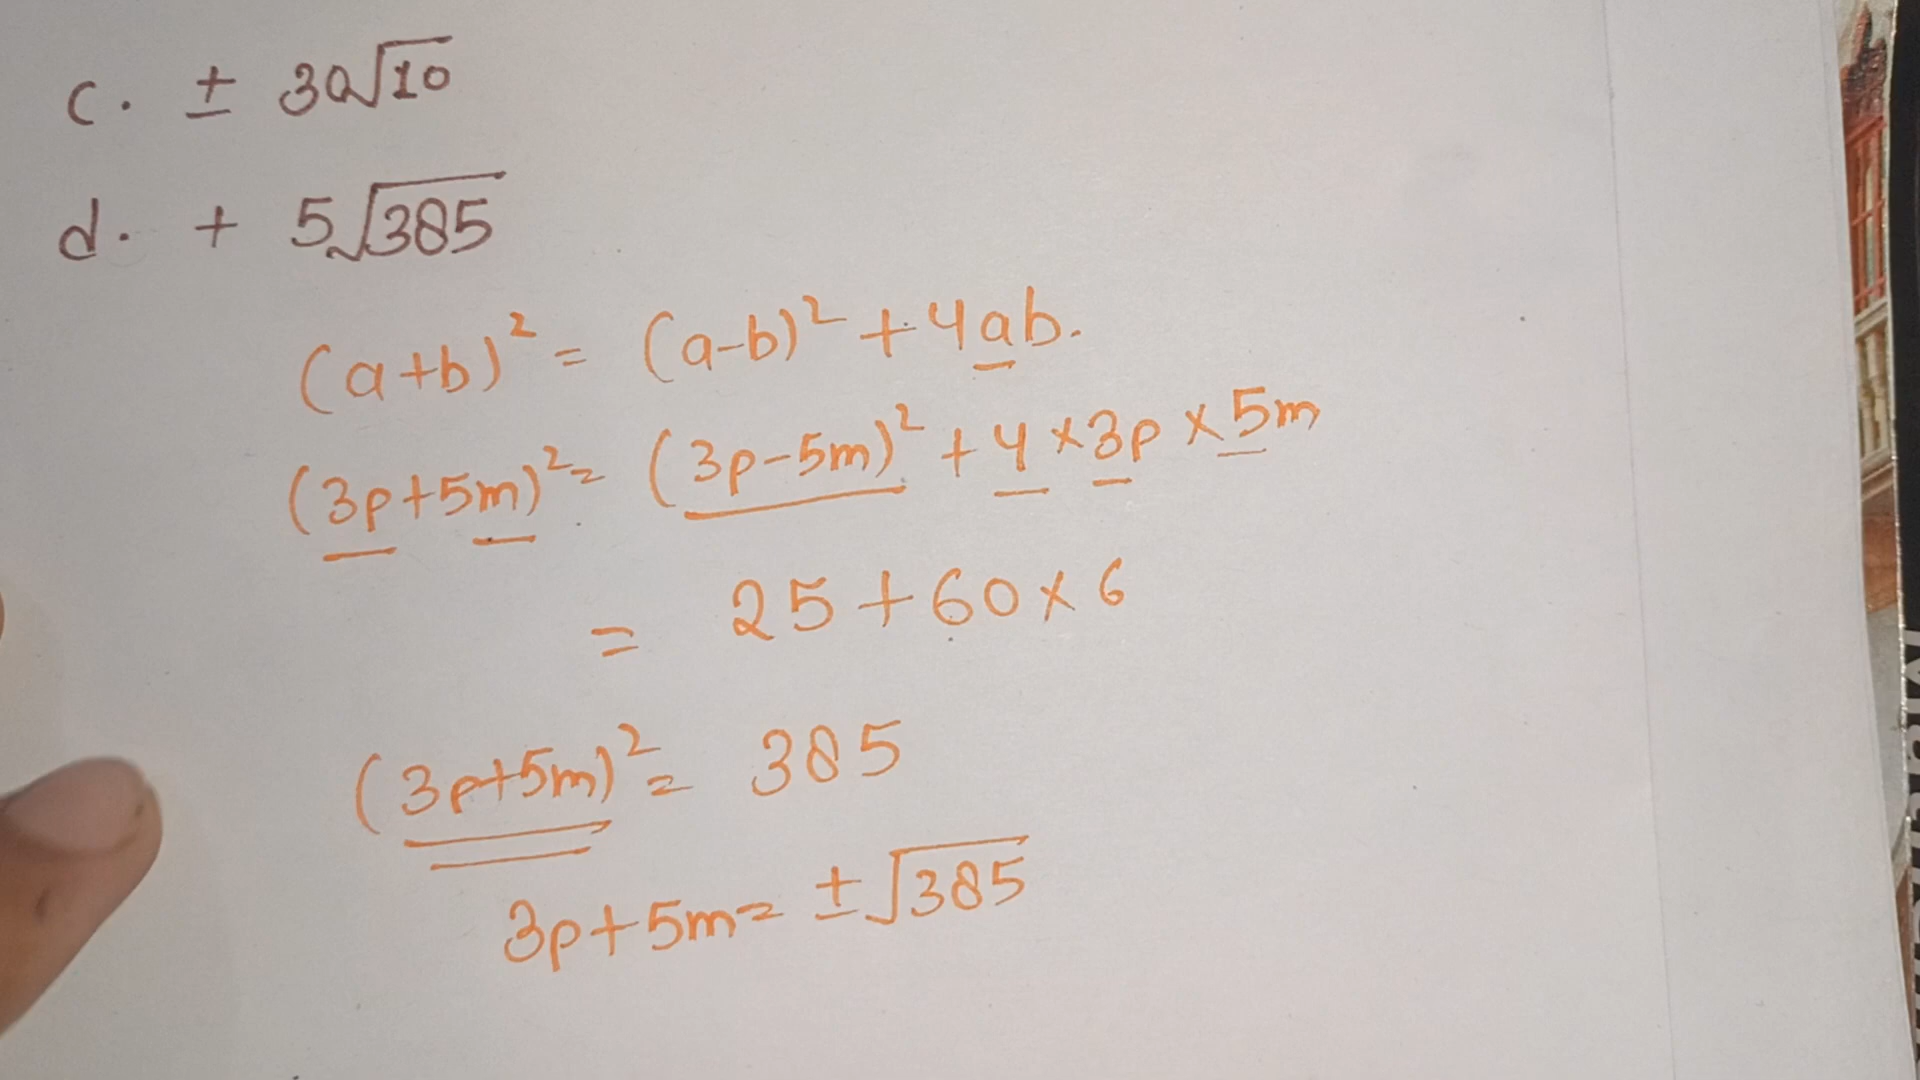 c. ± 30√10
d. + 5√385
(a+b)² = (a-b)² + 4ab.
(3p+5m)² = (3p-5m)² + 4 × 3p × 5m
= 25 + 60 × 6
(3p+5m)² = 385
3p+5m = ±√385